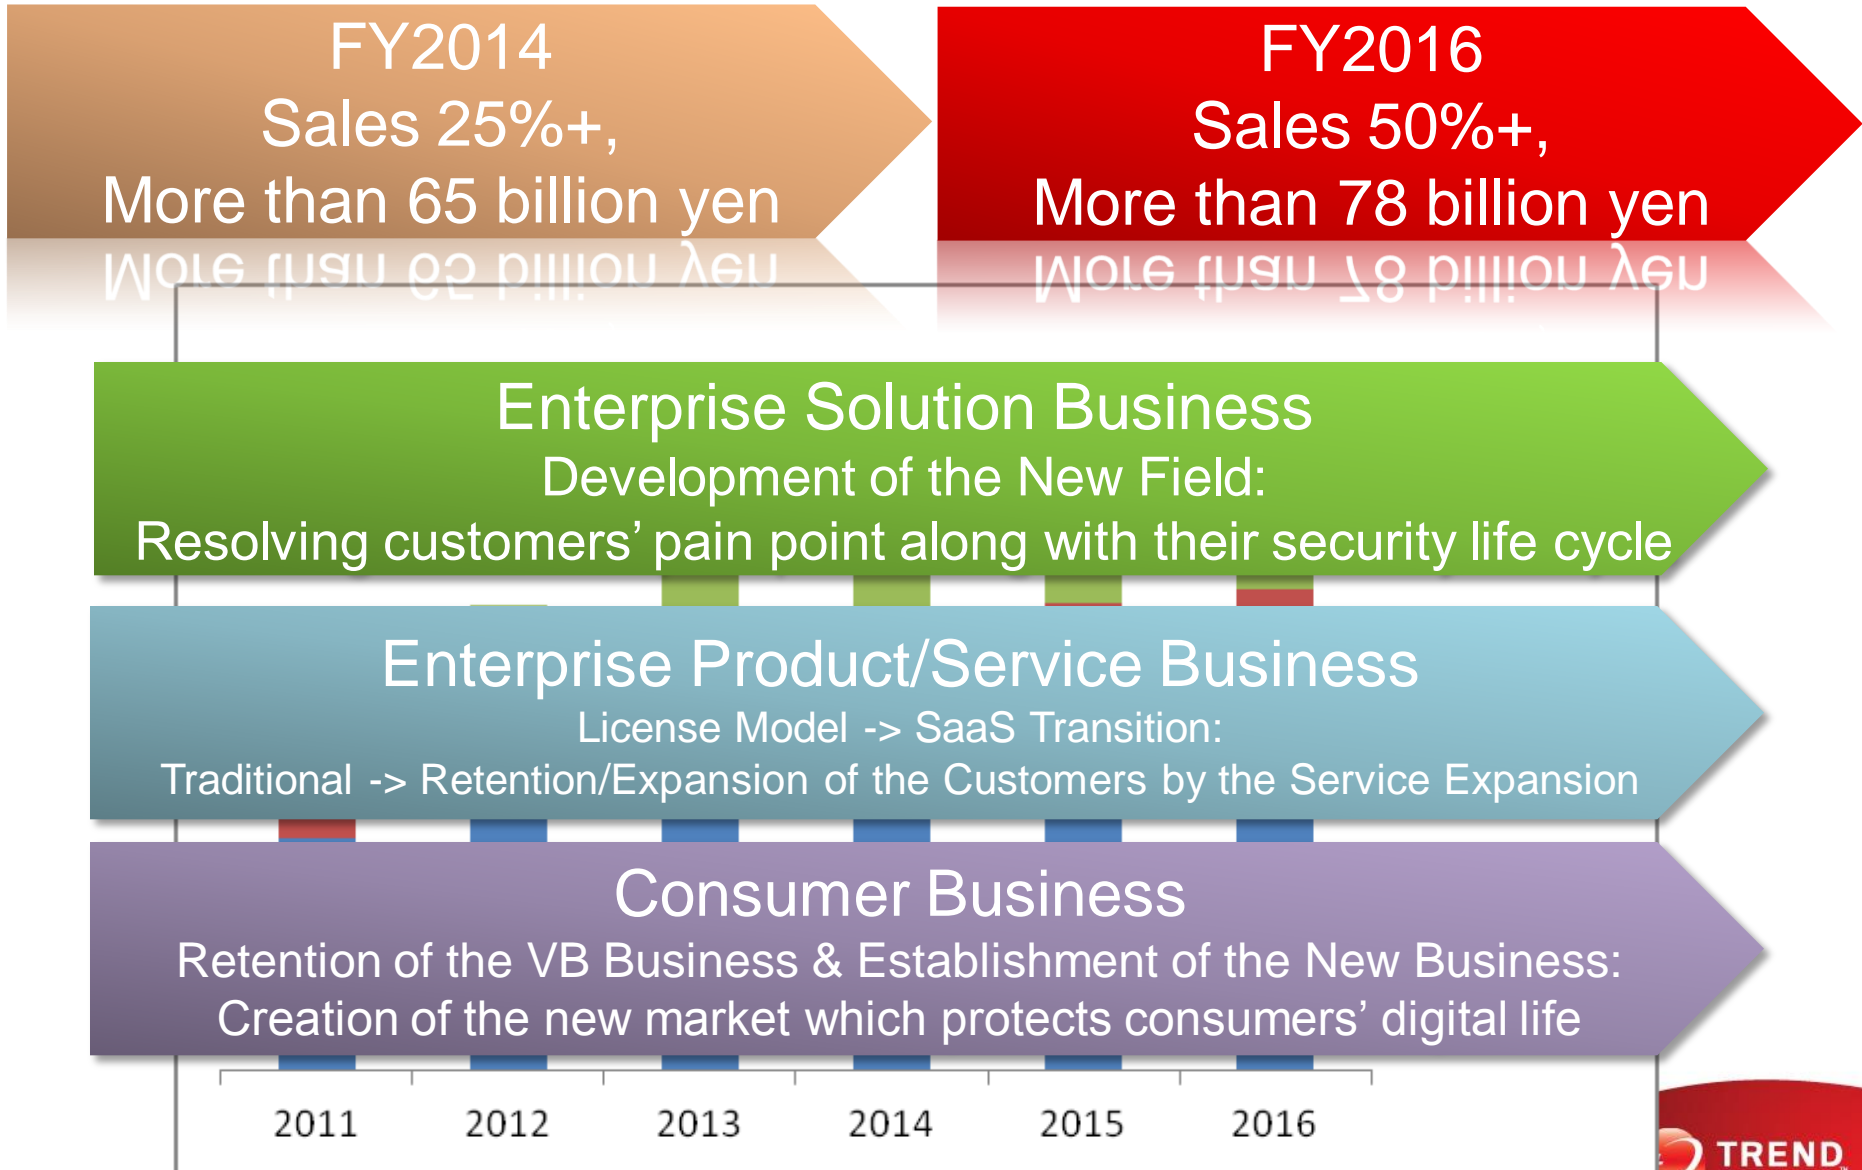 FY2014
Sales 25%+,
More than 65 billion yen
FY2016
Sales 50%+,
More than 78 billion yen
Enterprise Solution Business
Development of the New Field:
Resolving customers’ pain point along with their security life cycle
Enterprise Product/Service Business
License Model -> SaaS Transition:
Traditional -> Retention/Expansion of the Customers by the Service Expansion
Consumer Business
Retention of the VB Business & Establishment of the New Business:
Creation of the new market which protects consumers’ digital life
2011 2012 2013 2014 2015 2016
TREND